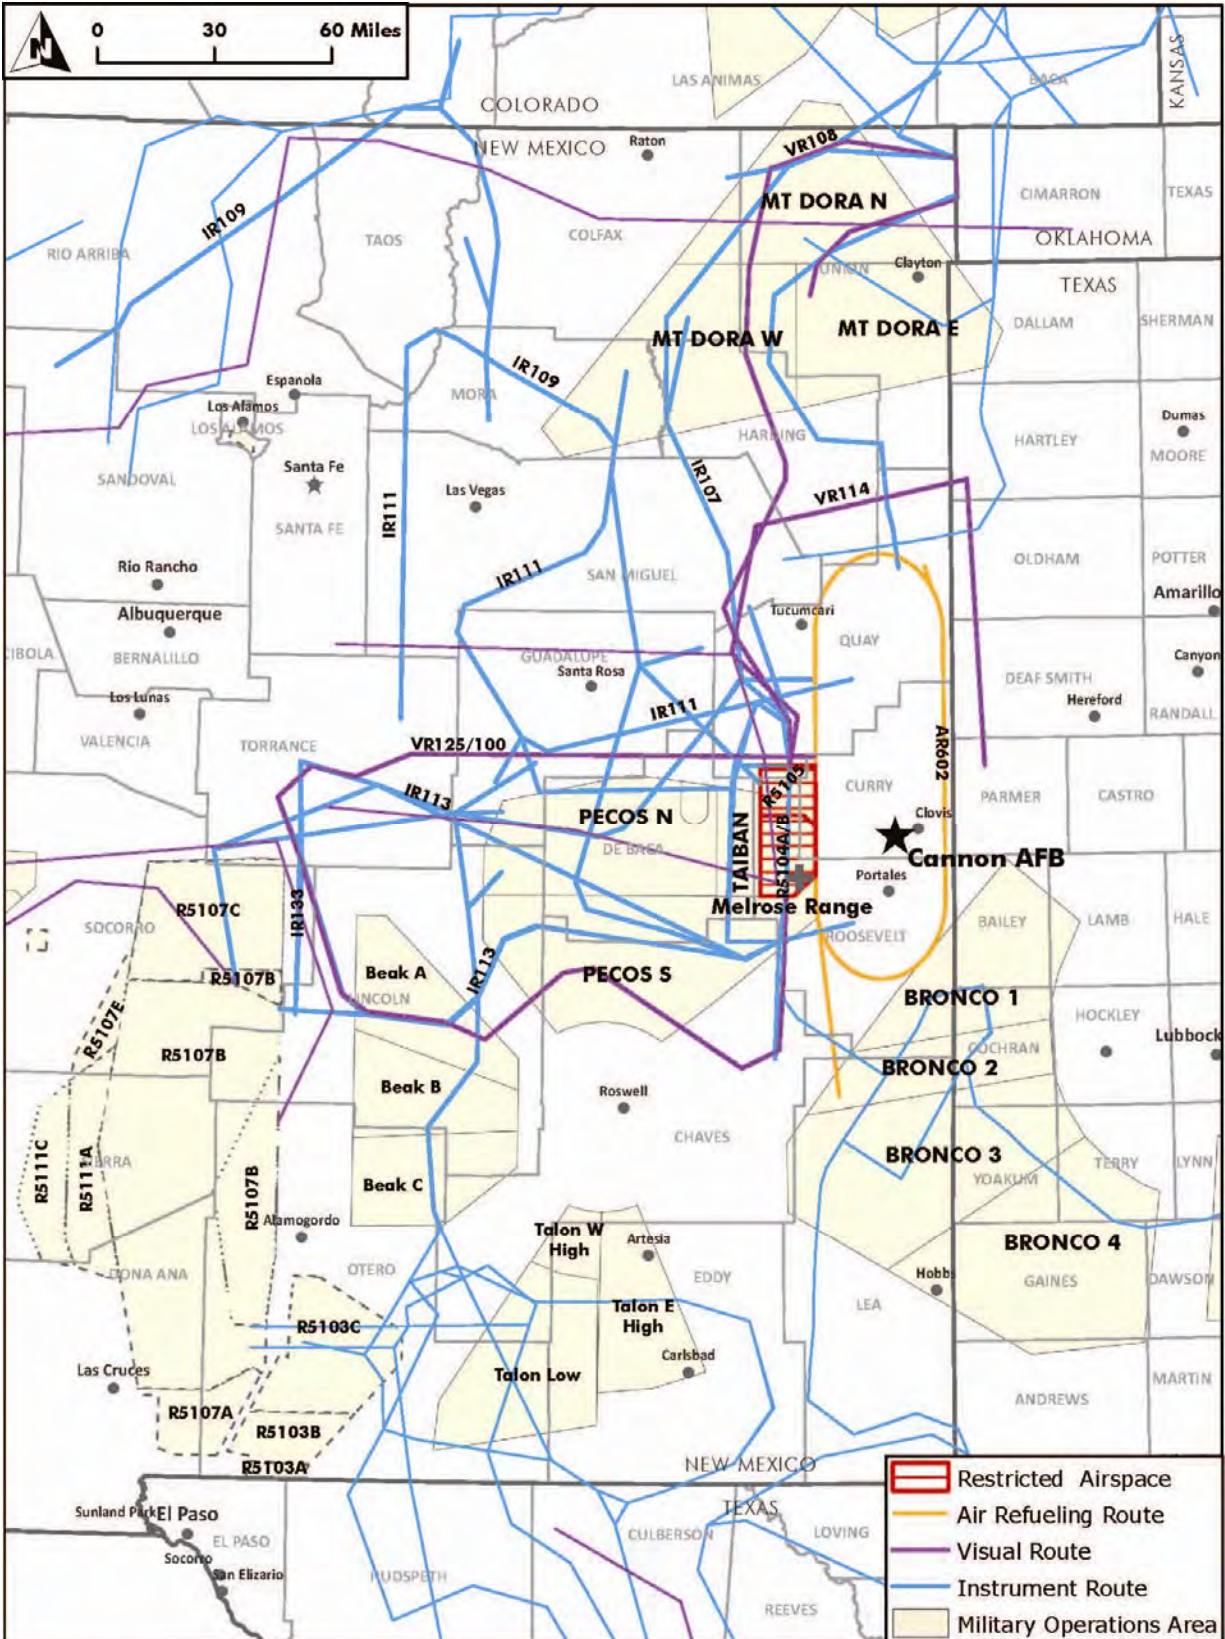 N
0 30 60 Miles
COLORADO
NEW MEXICO
KANSAS
LAS ANIMAS
BACA
Raton
VR108
MT DORA N
CIMARRON
TEXAS
OKLAHOMA
TEXAS
IR109
RIO ARRIBA
TAOS
COLFAX
UNION
Clayton
MT DORA W
MT DORA E
DALLAM
SHERMAN
IR109
Espanola
MORA
Los Alamos
LOS ALAMOS
HARDING
HARTLEY
Dumas
MOORE
SANDOVAL
Santa Fe
SANTA FE
IR111
Las Vegas
IR107
VR114
Rio Rancho
IR111
SAN MIGUEL
OLDHAM
POTTER
Amarillo
Albuquerque
Tucumcari
QUAY
CIBOLA
BERNALILLO
GUADALUPE
Santa Rosa
Canyon
DEAF SMITH
Los Lunas
Hereford
RANDALL
VALENCIA
TORRANCE
VR125/100
IR111
AR602
IR113
R5105
CURRY
PARMER
CASTRO
PECOS N
DE BACA
TAIBAN
R5104A/B
Clovis
Cannon AFB
Portales
Melrose Range
R5107C
IR133
SOCORRO
ROOSEVELT
BAILEY
LAMB
HALE
R5107B
Beak A
LINCOLN
IR113
PECOS S
BRONCO 1
R5107E
R5107B
COCHRAN
HOCKLEY
Lubbock
BRONCO 2
Beak B
Roswell
CHAVES
BRONCO 3
YOAKUM
TERRY
LYNN
R5111C
R5111A
SIERRA
R5107B
Beak C
Alamogordo
Talon W
High
Artesia
BRONCO 4
DONA ANA
OTERO
EDDY
Hobbs
GAINES
DAWSON
LEA
R5103C
Talon E
High
Carlsbad
Las Cruces
Talon Low
MARTIN
ANDREWS
R5107A
R5103B
R5103A
NEW MEXICO
TEXAS
Sunland Park
El Paso
EL PASO
Socorro
San Elizario
HUDSPETH
CULBERSON
LOVING
REEVES
Restricted Airspace
Air Refueling Route
Visual Route
Instrument Route
Military Operations Area